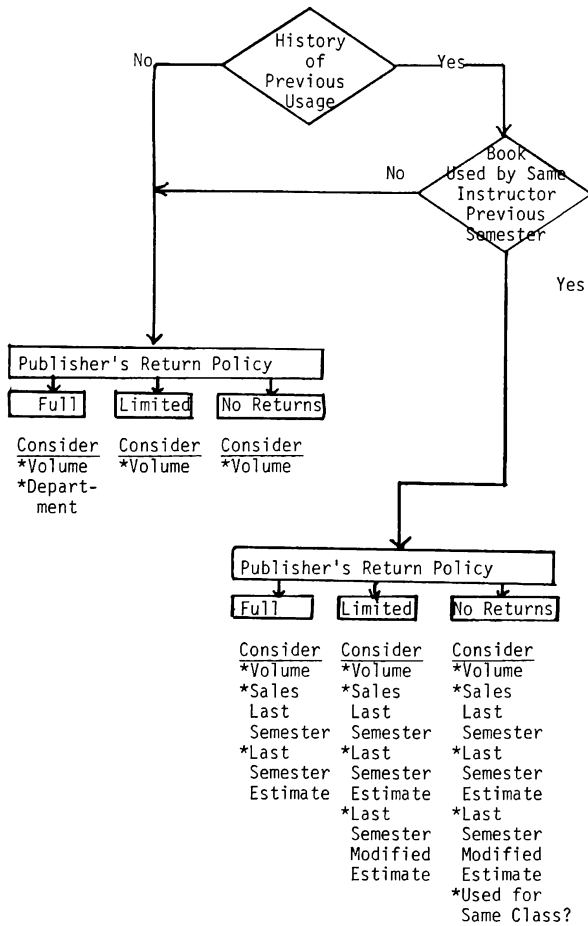 History
of
Previous
Usage
No
Yes
Book
Used by Same
Instructor
Previous
Semester
No
Yes
Publisher's Return Policy
Full
Limited
No Returns
Consider
*Volume
*Depart-
ment
Consider
*Volume
Consider
*Volume
Publisher's Return Policy
Full
Limited
No Returns
Consider
*Volume
*Sales
Last
Semester
*Last
Semester
Estimate
Consider
*Volume
*Sales
Last
Semester
*Last
Semester
Estimate
*Last
Semester
Modified
Estimate
Consider
*Volume
*Sales
Last
Semester
*Last
Semester
Estimate
*Last
Semester
Modified
Estimate
*Used for
Same Class?